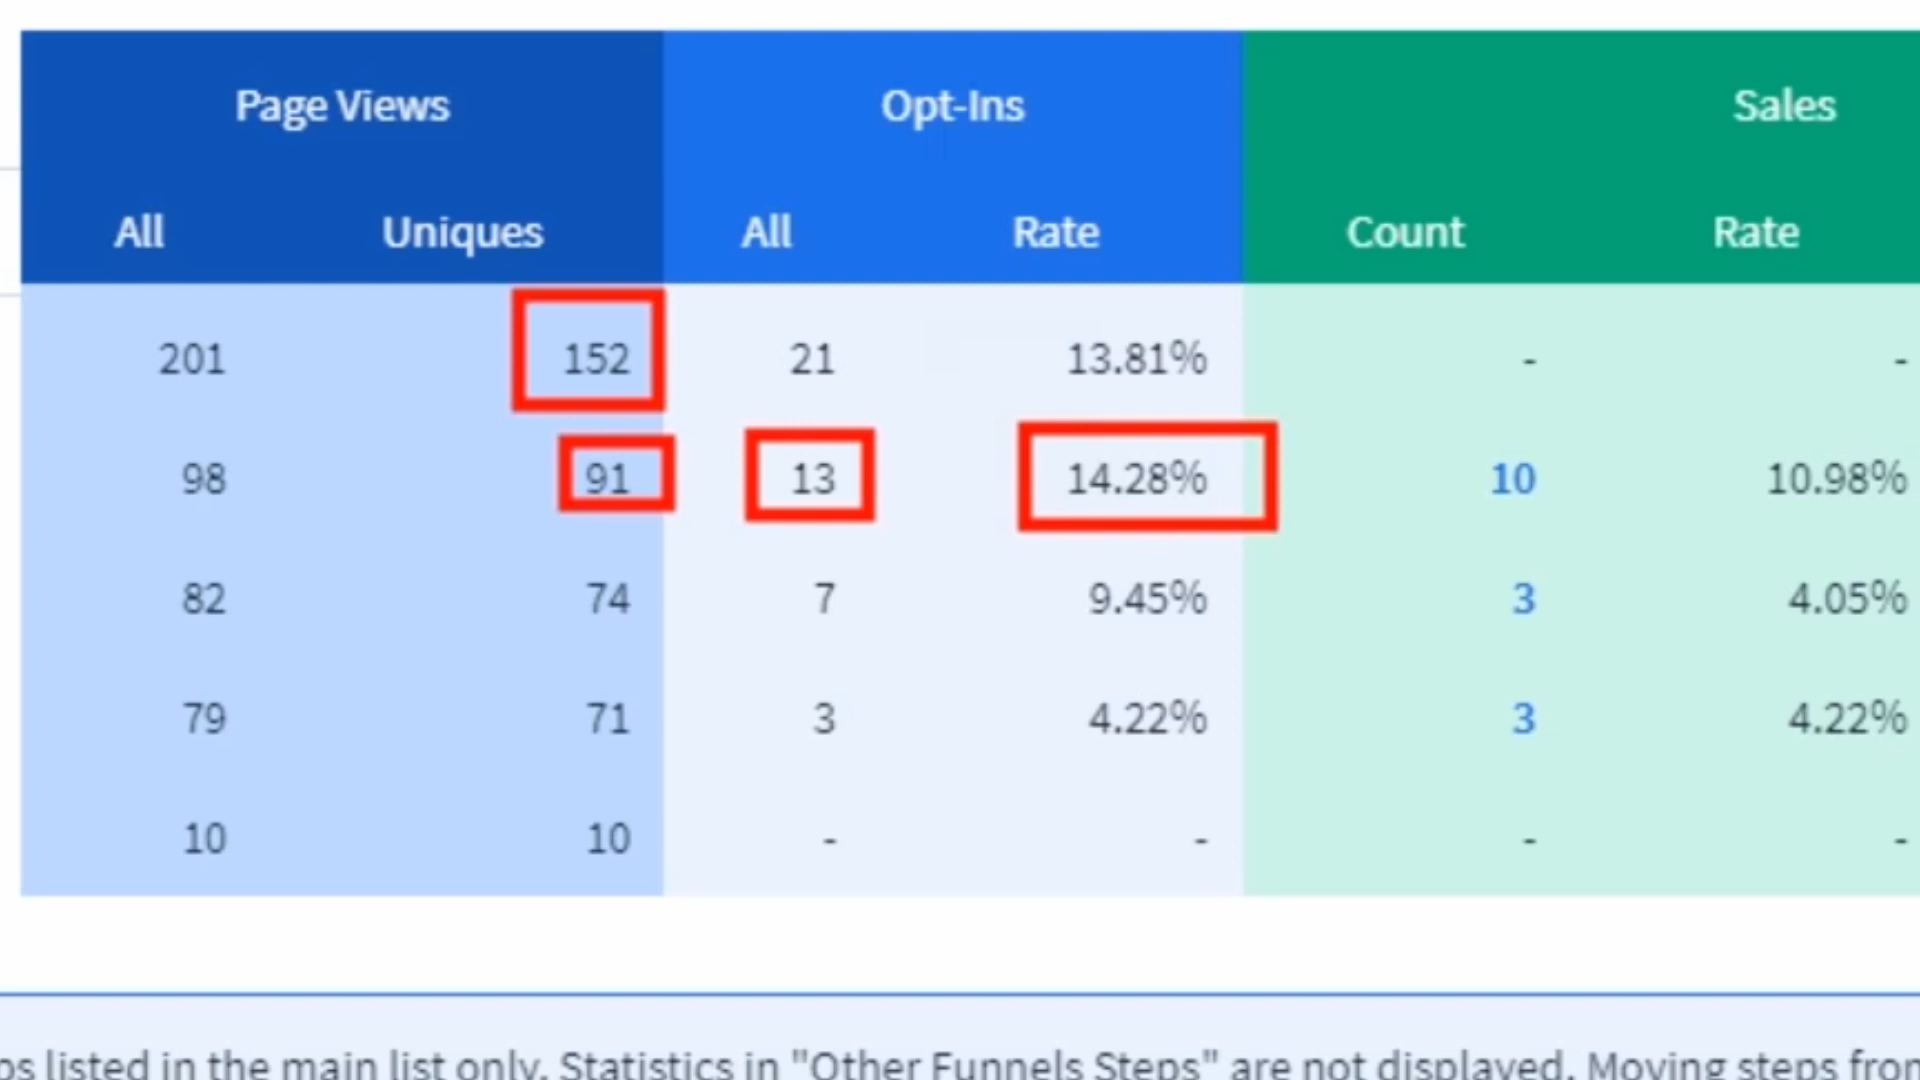 Page Views Opt-Ins Sales
All Uniques All Rate Count Rate
201 152 21 13.81% - -
98 91 13 14.28% 10 10.98%
82 74 7 9.45% 3 4.05%
79 71 3 4.22% 3 4.22%
10 10 - - - -
listed in the main list only. Statistics in "Other Funnels Steps" are not displayed. Moving steps